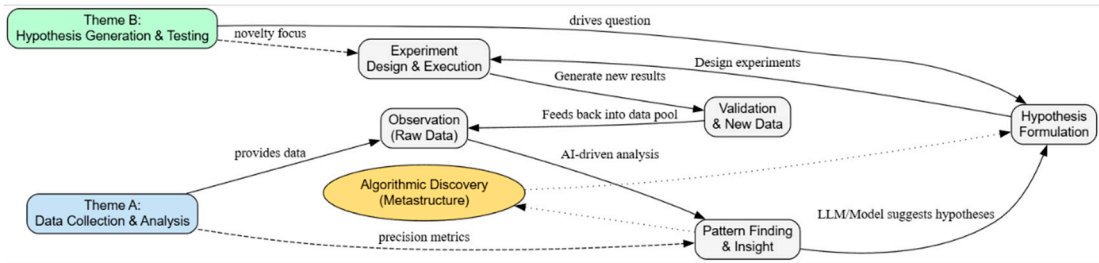 Theme B:
Hypothesis Generation & Testing
drives question
novelty focus
Experiment
Design & Execution
Design experiments
Generate new results
Validation
& New Data
Hypothesis
Formulation
Observation
(Raw Data)
Feeds back into data pool
provides data
AI-driven analysis
Algorithmic Discovery
(Metastructure)
Theme A:
Data Collection & Analysis
LLM/Model suggests hypotheses
precision metrics
Pattern Finding
& Insight